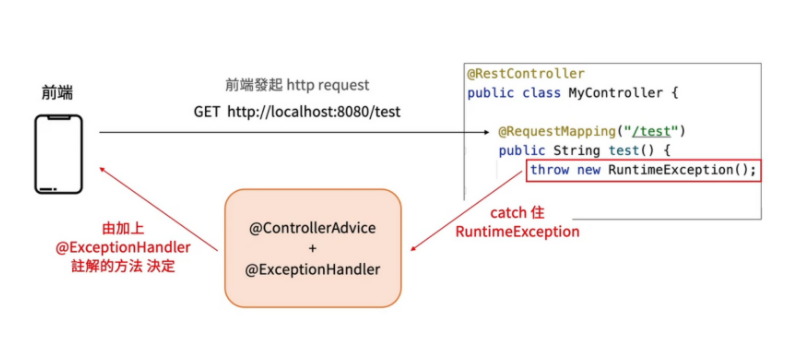 前端
前端發起 http request
GET http://localhost:8080/test
@RestController
public class MyController {
@RequestMapping("/test")
public String test() {
throw new RuntimeException();
catch 住
RuntimeException
@ControllerAdvice
+
@ExceptionHandler
由加上
@ExceptionHandler
註解的方法 決定